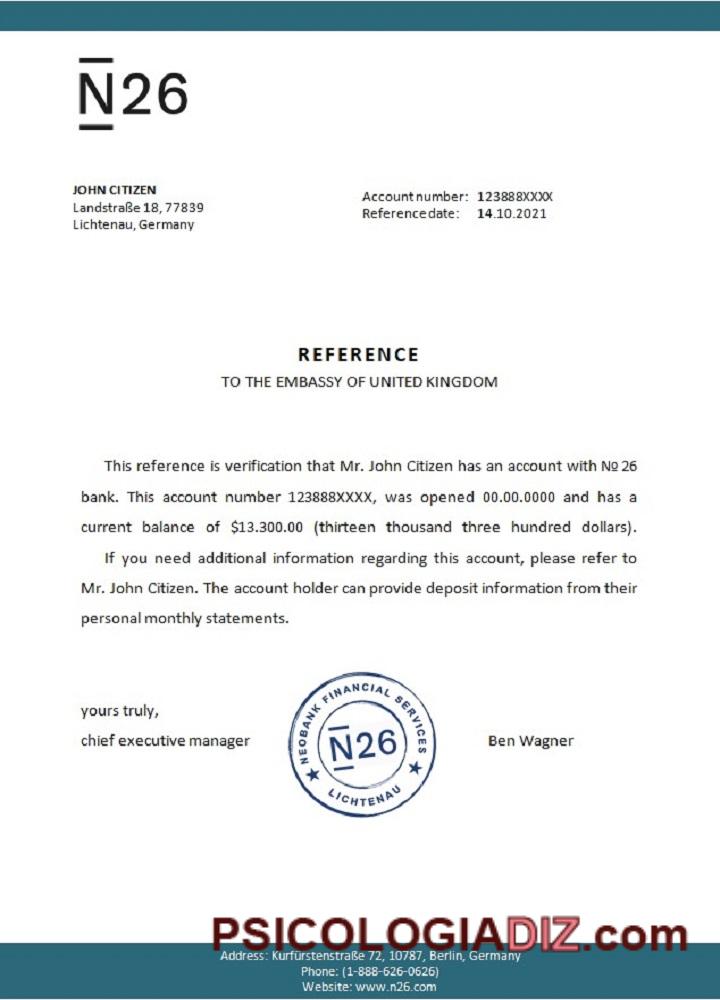 N26
JOHN CITIZEN
Landstraße 18, 77839
Lichtenau, Germany
Account number: 123888XXXX
Reference date: 14.10.2021
REFERENCE
TO THE EMBASSY OF UNITED KINGDOM
This reference is verification that Mr. John Citizen has an account with № 26
bank. This account number 123888XXXX, was opened 00.00.0000 and has a
current balance of $13.300.00 (thirteen thousand three hundred dollars).
If you need additional information regarding this account, please refer to
Mr. John Citizen. The account holder can provide deposit information from their
personal monthly statements.
yours truly,
chief executive manager
NEOBANK FINANCIAL SERVICES
N26
LICHTENAU
Ben Wagner
PSICOLOGIADIZ.com
Address: Kurfürstenstraße 72, 10787, Berlin, Germany
Phone: (1-888-626-0626)
Website: www.n26.com